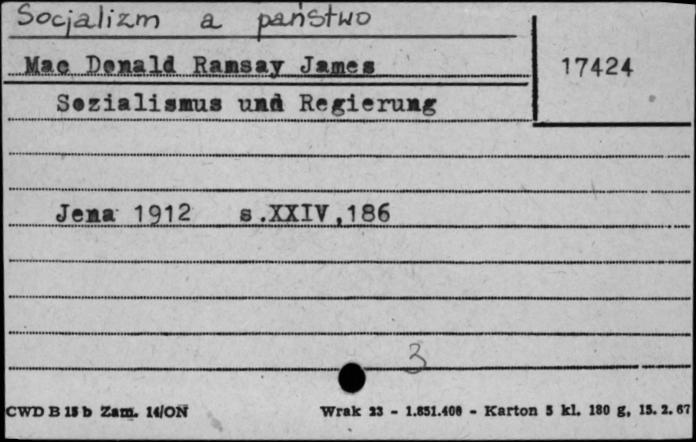 Socjalizm a państwo
Mac Donald Ramsay James
17424
Sozialismus und Regierung
Jena 1912 s.XXIV,186
3
CWD B 15 b Zam. 14/ON Wrak 23 - 1.851.408 - Karton 5 kl. 180 g, 15. 2. 67